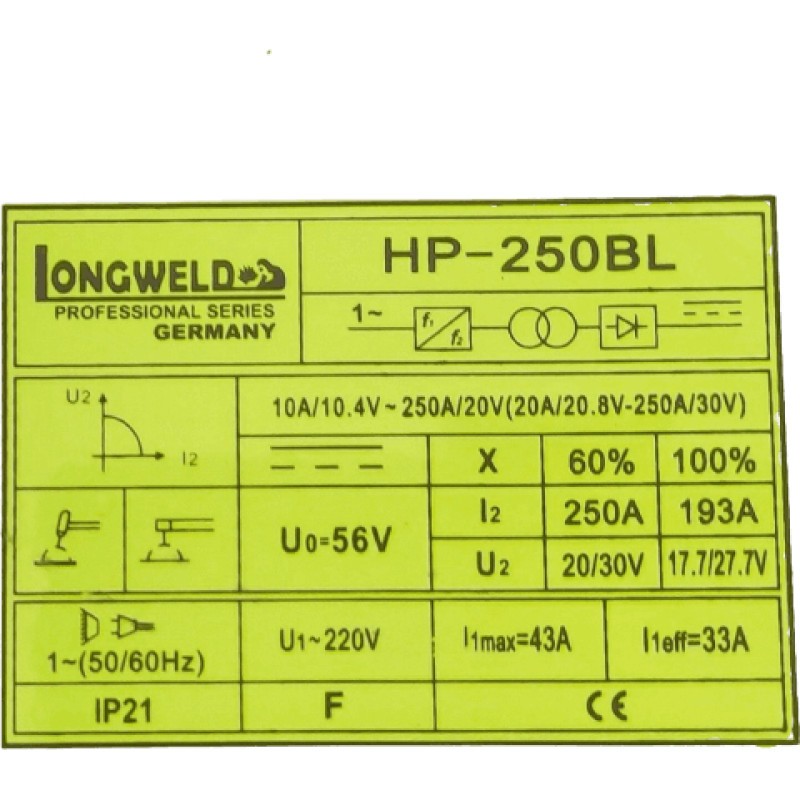 LONGWELD
PROFESSIONAL SERIES
GERMANY
HP-250BL
1~
f1
f2
U2
I2
10A/10.4V~250A/20V(20A/20.8V-250A/30V)
X 60% 100%
U0=56V
I2 250A 193A
U2 20/30V 17.7/27.7V
1~(50/60Hz)
U1~220V
I1max=43A
I1eff=33A
IP21
F
CE